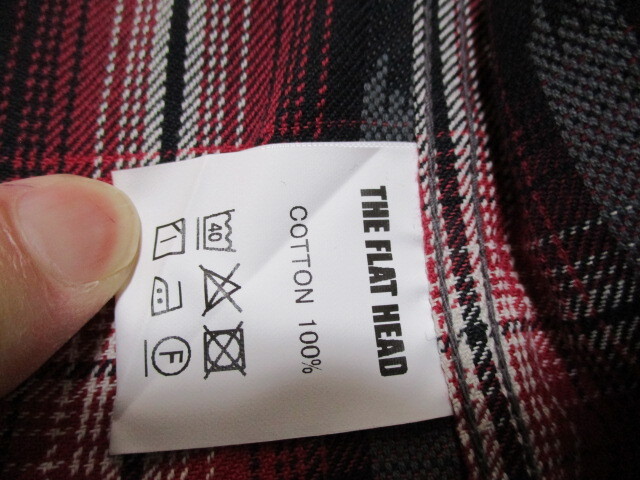 THE FLAT HEAD
COTTON 100%
40
F